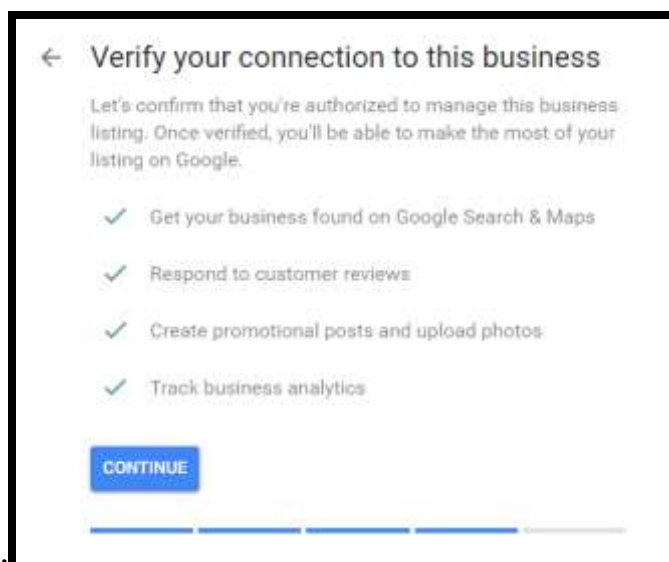 Verify your connection to this business
Let's confirm that you're authorized to manage this business
listing. Once verified, you'll be able to make the most of your
listing on Google.
Get your business found on Google Search & Maps
Respond to customer reviews
Create promotional posts and upload photos
Track business analytics
CONTINUE